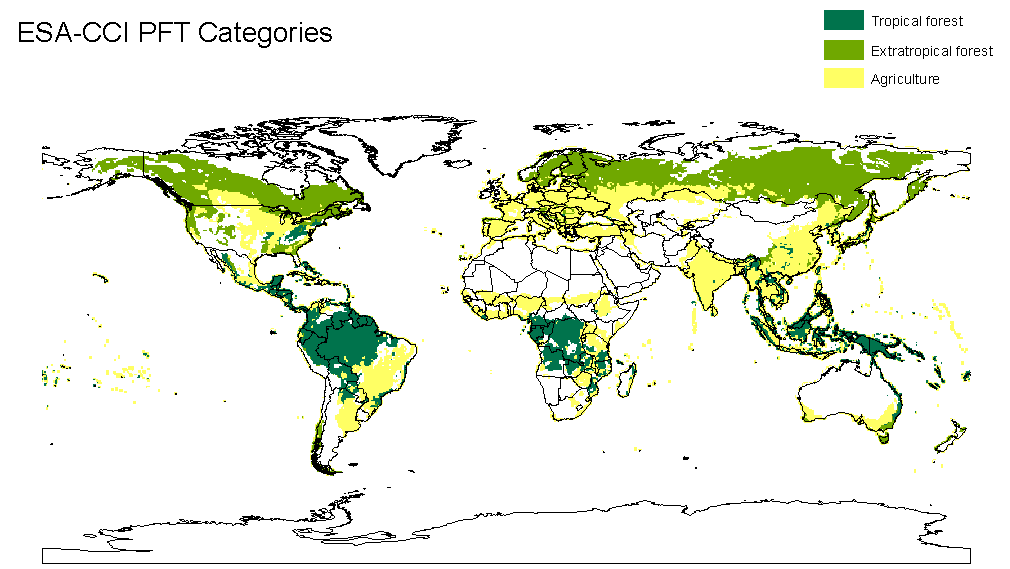 ESA-CCI PFT Categories
Tropical forest
Extratropical forest
Agriculture